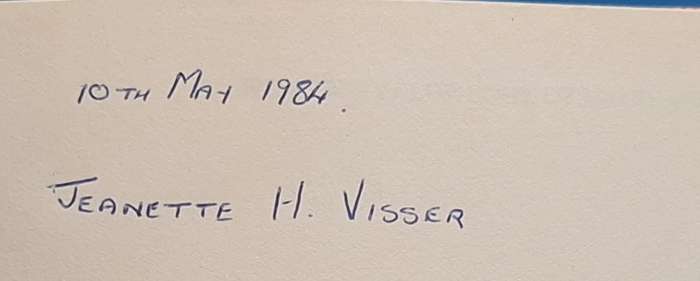 10TH MAY 1984.
JEANETTE H. VISSER